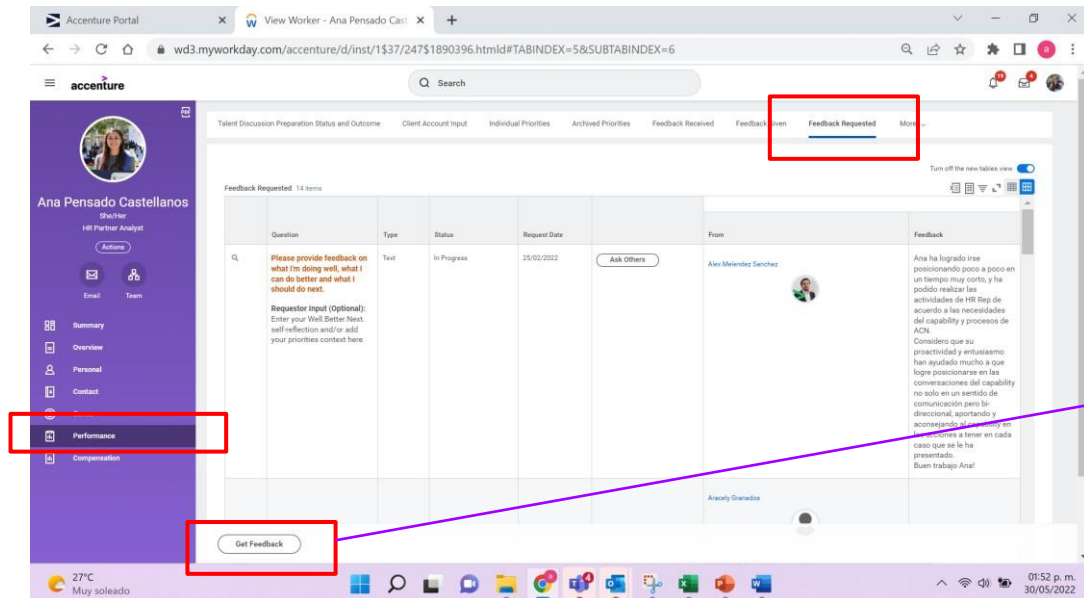 Accenture Portal
View Worker - Ana Pensado Cast
wd3.myworkday.com/accenture/d/inst/1$37/247$1890396.htmld#TABINDEX=5&SUBTABINDEX=6
a
accenture
Search
19
4
Talent Discussion Preparation Status and Outcome
Client Account Input
Individual Priorities
Archived Priorities
Feedback Received
Feedback Given
Feedback Requested
More
Turn off the new tables view
Ana Pensado Castellanos
She/Her
HR Partner Analyst
Actions
Email
Team
Summary
Overview
Personal
Contact
Performance
Compensation
Feedback Requested 14 items
Question
Type
Status
Request Date
From
Feedback
Please provide feedback on
what I'm doing well, what I
can do better and what I
should do next.
Requestor Input (Optional):
Enter your Well.Better.Next.
self-reflection and/or add
your priorities context here
Text
In Progress
25/02/2022
Ask Others
Alex Melendez Sanchez
Ana ha logrado irse
posicionando poco a poco en
un tiempo muy corto, y ha
podido realizar las
actividades de HR Rep de
acuerdo a las necesidades
del capability y procesos de
ACN.
Considero que su
proactividad y entusiasmo
han ayudado mucho a que
logre posicionarse en las
conversaciones del capability
no solo en un sentido de
comunicación pero bi-
direccional, aportando y
aconsejando al capability en
las acciones a tener en cada
caso que se le ha
presentado.
Buen trabajo Ana!
Aracely Granados
Get Feedback
27°C
Muy soleado
01:52 p. m.
30/05/2022